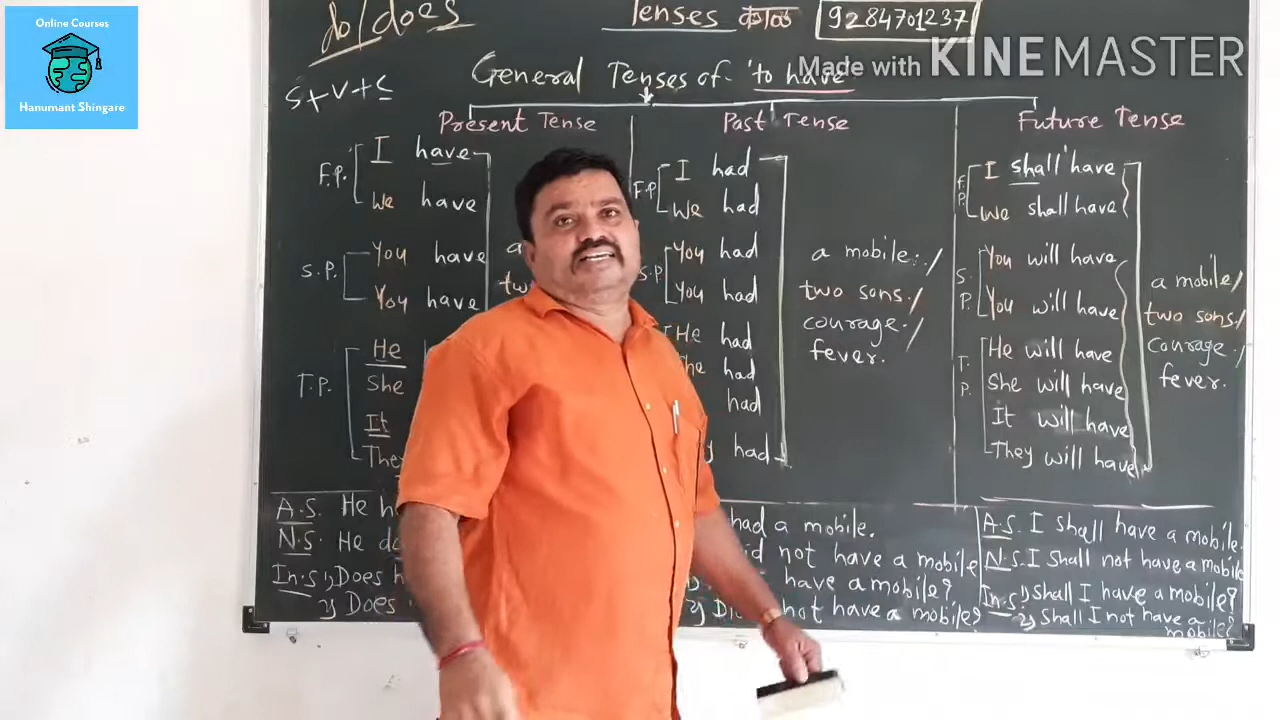 Online Courses
Hanumant Shingare
do/does
Tenses काळ
9284701237
Made with KINEMASTER
General Tenses of 'to have'
S+V+C
Present Tense
F.P.
I have
We have
S.P.
You have
You have
T.P.
He
She
It
They
a
A.S. He
N.S. He
In.S. 1) Does
2) Does
Past Tense
F.P.
I had
We had
S.P.
You had
You had
He had
She had
had
had
a mobile./
two sons./
courage./
fever.
had a mobile.
not have a mobile
have a mobile?
not have a mobile?
Future Tense
F.P.
I shall have
We shall have
S.P.
You will have
You will have
T.P.
He will have
She will have
It will have
They will have
a mobile/
two sons/
courage./
fever.
A.S. I shall have a mobile.
N.S. I shall not have a mobile
In.S. 1) Shall I have a mobile?
2) Shall I not have a
mobile?